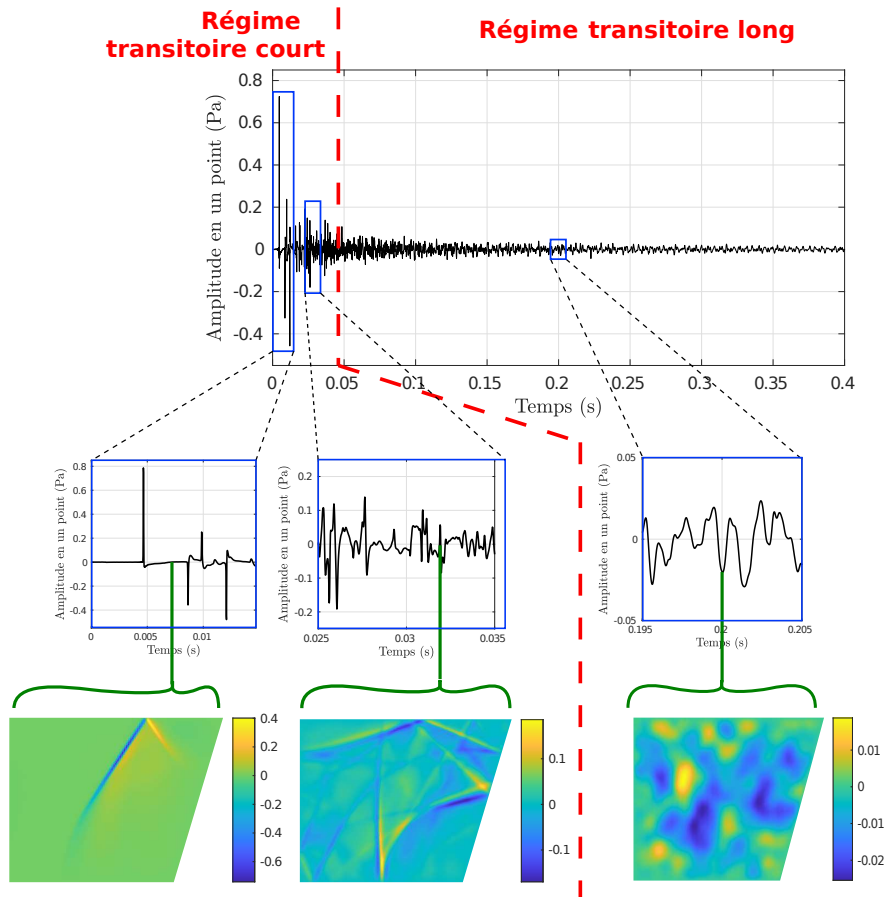 Régime
transitoire court
Régime transitoire long
Amplitude en un point (Pa)
0.8
0.6
0.4
0.2
0
-0.2
-0.4
0 0.05 0.1 0.15 0.2 0.25 0.3 0.35 0.4
Temps (s)
Amplitude en un point (Pa)
0.8
0.6
0.4
0.2
0
-0.2
-0.4
0 0.005 0.01
Temps (s)
Amplitude en un point (Pa)
0.2
0.1
0
-0.1
-0.2
0.025 0.03 0.035
Temps (s)
Amplitude en un point (Pa)
0.05
0
-0.05
0.195 0.2 0.205
Temps (s)
0.4
0.2
0
-0.2
-0.4
-0.6
0.1
0
-0.1
0.01
0
-0.01
-0.02